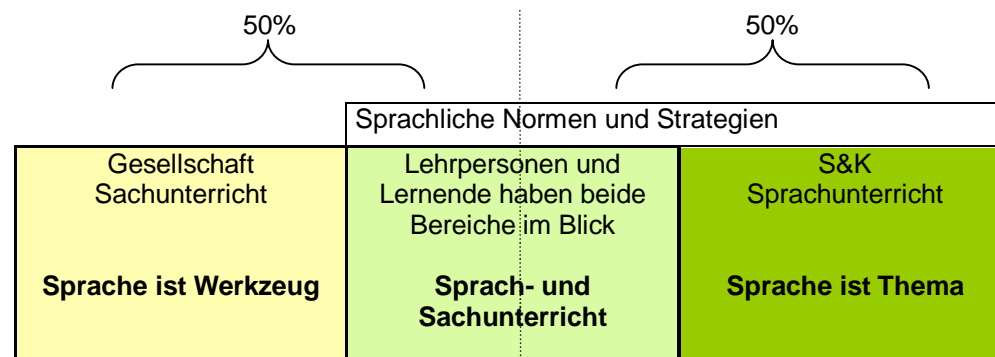 50%
50%
Sprachliche Normen und Strategien
Gesellschaft
Sachunterricht
Sprache ist Werkzeug
Lehrpersonen und
Lernende haben beide
Bereiche im Blick
Sprach- und
Sachunterricht
S&K
Sprachunterricht
Sprache ist Thema